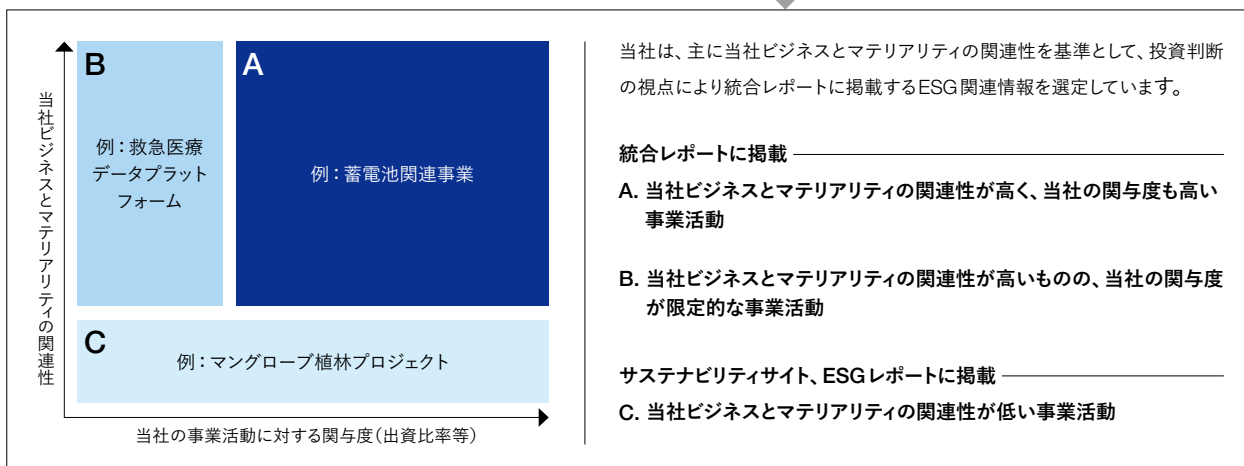 当社ビジネスとマテリアリティの関連性
B
例：救急医療
データプラット
フォーム
A
例：蓄電池関連事業
C
例：マングローブ植林プロジェクト
当社の事業活動に対する関与度（出資比率等）
当社は、主に当社ビジネスとマテリアリティの関連性を基準として、投資判断
の視点により統合レポートに掲載するESG関連情報を選定しています。
統合レポートに掲載
A. 当社ビジネスとマテリアリティの関連性が高く、当社の関与度も高い
事業活動
B. 当社ビジネスとマテリアリティの関連性が高いものの、当社の関与度
が限定的な事業活動
サステナビリティサイト、ESGレポートに掲載
C. 当社ビジネスとマテリアリティの関連性が低い事業活動